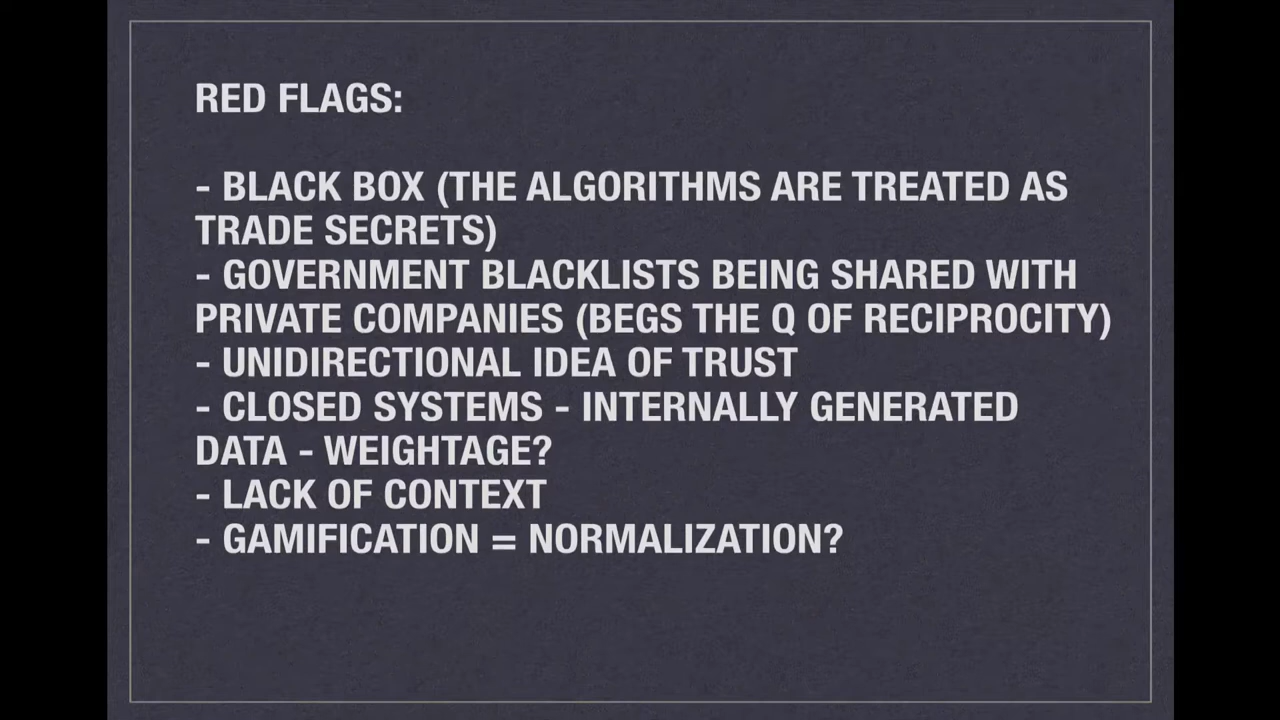 RED FLAGS:
- BLACK BOX (THE ALGORITHMS ARE TREATED AS
TRADE SECRETS)
- GOVERNMENT BLACKLISTS BEING SHARED WITH
PRIVATE COMPANIES (BEGS THE Q OF RECIPROCITY)
- UNIDIRECTIONAL IDEA OF TRUST
- CLOSED SYSTEMS - INTERNALLY GENERATED
DATA - WEIGHTAGE?
- LACK OF CONTEXT
- GAMIFICATION = NORMALIZATION?